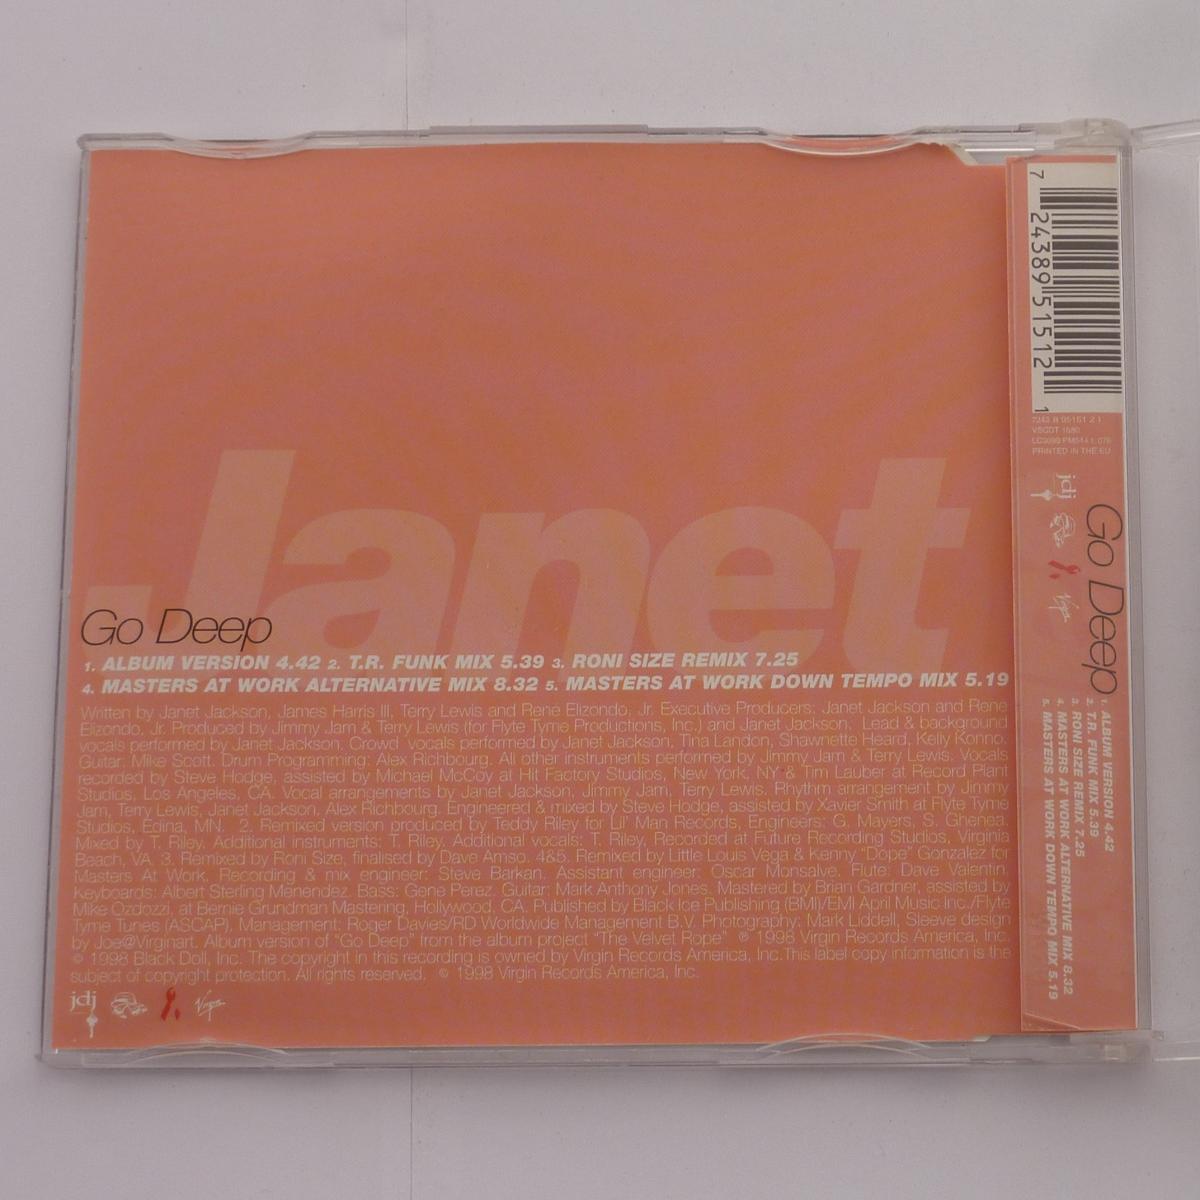 Janet
Go Deep
1. ALBUM VERSION 4.42 2. T.R. FUNK MIX 5.39 3. RONI SIZE REMIX 7.25
4. MASTERS AT WORK ALTERNATIVE MIX 8.32 5. MASTERS AT WORK DOWN TEMPO MIX 5.19
Written by Janet Jackson, James Harris III, Terry Lewis and Rene Elizondo, Jr. Executive Producers: Janet Jackson and Rene
Elizondo, Jr. Produced by Jimmy Jam & Terry Lewis (for Flyte Tyme Productions, Inc.) and Janet Jackson. Lead & background
vocals performed by Janet Jackson. Crowd vocals performed by Janet Jackson, Tina Landon, Shawnette Heard, Kelly Konno.
Guitar: Mike Scott. Drum Programming: Alex Richbourg. All other instruments performed by Jimmy Jam & Terry Lewis. Vocals
recorded by Steve Hodge, assisted by Michael McCoy at Hit Factory Studios, New York, NY & Tim Lauber at Record Plant
Studios, Los Angeles, CA. Vocal arrangements by Janet Jackson, Jimmy Jam, Terry Lewis. Rhythm arrangement by Jimmy
Jam, Terry Lewis, Janet Jackson, Alex Richbourg. Engineered & mixed by Steve Hodge, assisted by Xavier Smith at Flyte Tyme
Studios, Edina, MN. 2. Remixed version produced by Teddy Riley for Lil' Man Records, Engineers: G. Mayers, S. Ghenea.
Mixed by T. Riley. Additional instruments: T. Riley. Additional vocals: T. Riley, Recorded at Future Recording Studios, Virginia
Beach, VA. 3. Remixed by Roni Size, finalised by Dave Amso. 4&5. Remixed by Little Louis Vega & Kenny "Dope" Gonzalez for
Masters At Work. Recording & mix engineer: Steve Barkan. Assistant engineer: Oscar Monsalve. Flute: Dave Valentin.
Keyboards: Albert Sterling Menendez. Bass: Gene Perez. Guitar: Mark Anthony Jones. Mastered by Brian Gardner, assisted by
Mike Ozdozzi, at Bernie Grundman Mastering, Hollywood, CA. Published by Black Ice Publishing (BMI)/EMI April Music Inc./Flyte
Tyme Tunes (ASCAP). Management: Roger Davies/RD Worldwide Management B.V. Photography: Mark Liddell, Sleeve design
by Joe@Virginart. Album version of "Go Deep" from the album project "The Velvet Rope" ℗ 1998 Virgin Records America, Inc.
© 1998 Black Doll, Inc. The copyright in this recording is owned by Virgin Records America, Inc.This label copy information is the
subject of copyright protection. All rights reserved. © 1998 Virgin Records America, Inc.
jdj Virgin
7 24389 51512 1
7243 8 95151 2 1
VSCDT 1680
PRINTED IN THE EU
jdj Virgin
Go Deep
1. ALBUM VERSION 4.42
2. T.R. FUNK MIX 5.39
3. RONI SIZE REMIX 7.25
4. MASTERS AT WORK ALTERNATIVE MIX 8.32
5. MASTERS AT WORK DOWN TEMPO MIX 5.19